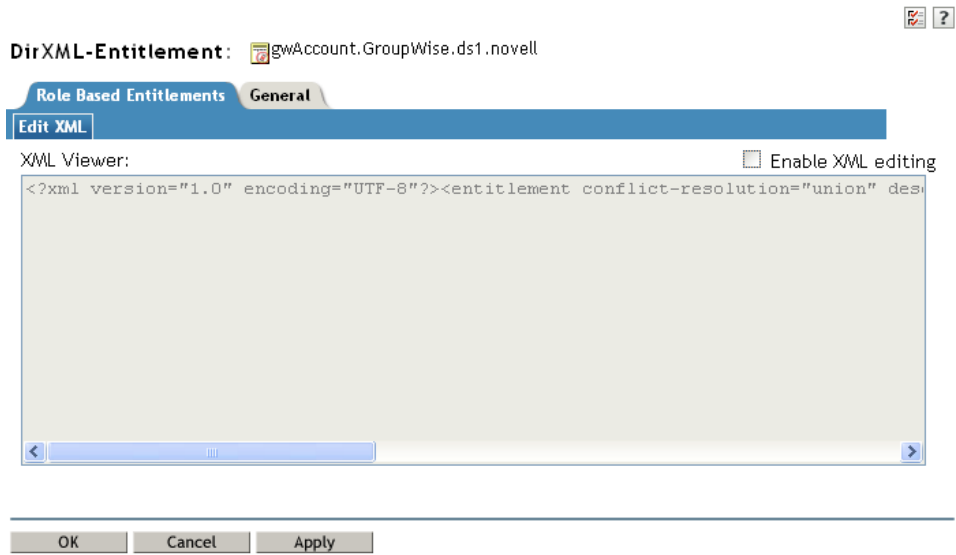 ?
DirXML-Entitlement: gwAccount.GroupWise.ds1.novell
Role Based Entitlements General
Edit XML
XML Viewer: Enable XML editing
<?xml version="1.0" encoding="UTF-8"?><entitlement conflict-resolution="union" des
OK Cancel Apply